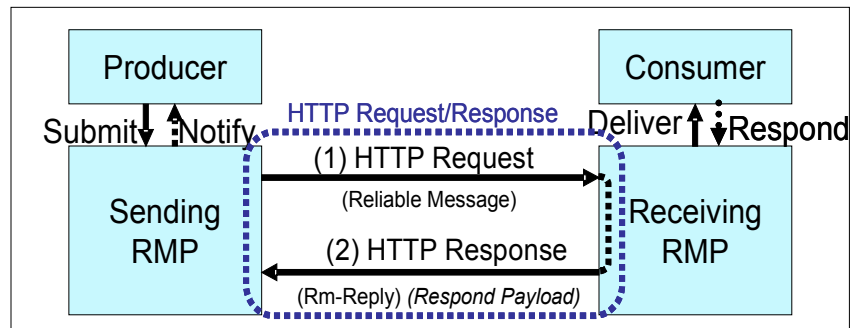 Producer
Consumer
HTTP Request/Response
Submit
Notify
Deliver
Respond
(1) HTTP Request
(Reliable Message)
Sending
RMP
Receiving
RMP
(2) HTTP Response
(Rm-Reply) (Respond Payload)